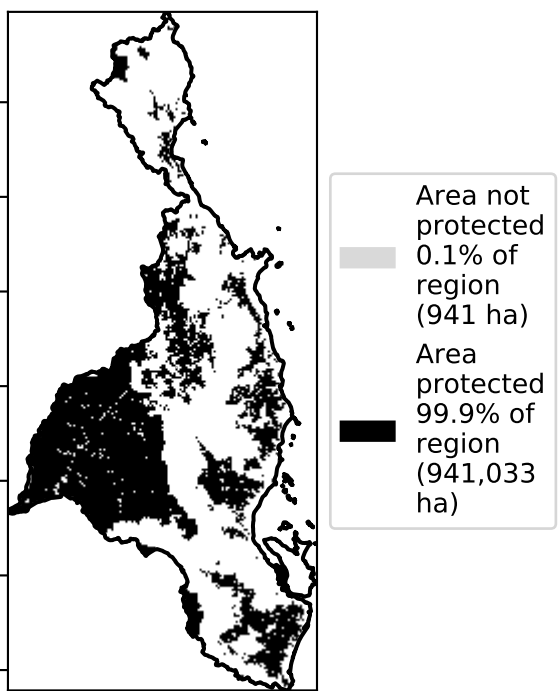 Area not
protected
0.1% of
region
(941 ha)
Area
protected
99.9% of
region
(941,033
ha)